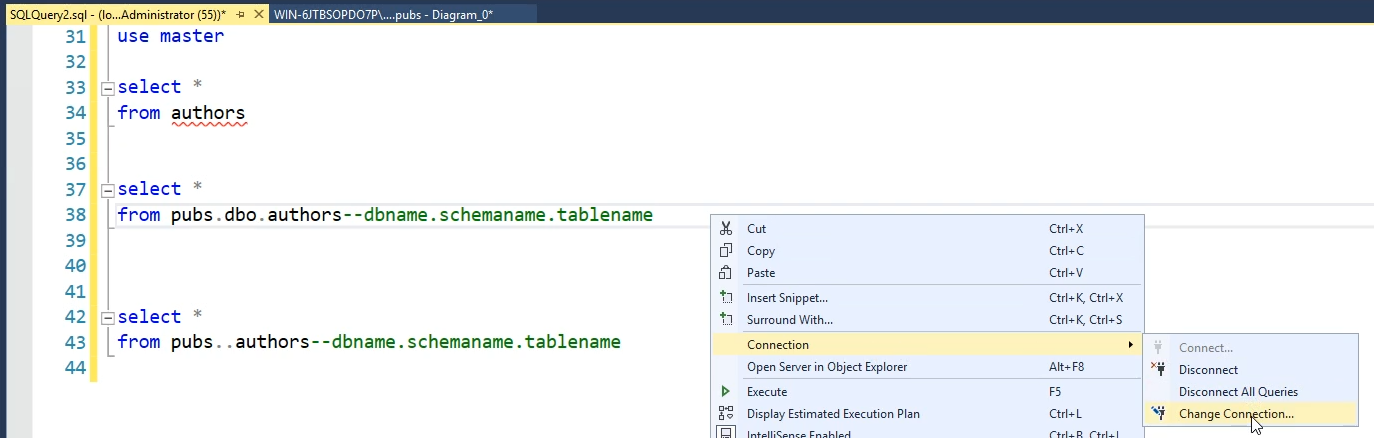 SQLQuery2.sql - (lo...Administrator (55))* WIN-6JTBSOPDO7P\....pubs - Diagram_0*
31 use master
32
33 select *
34 from authors
35
36
37 select *
38 from pubs.dbo.authors--dbname.schemaname.tablename
39
40
41
42 select *
43 from pubs..authors--dbname.schemaname.tablename
44
Cut Ctrl+X
Copy Ctrl+C
Paste Ctrl+V
Insert Snippet... Ctrl+K, Ctrl+X
Surround With... Ctrl+K, Ctrl+S
Connection
Open Server in Object Explorer Alt+F8
Execute F5
Display Estimated Execution Plan Ctrl+L
IntelliSense Enabled Ctrl+B, Ctrl+I
Connect...
Disconnect
Disconnect All Queries
Change Connection...